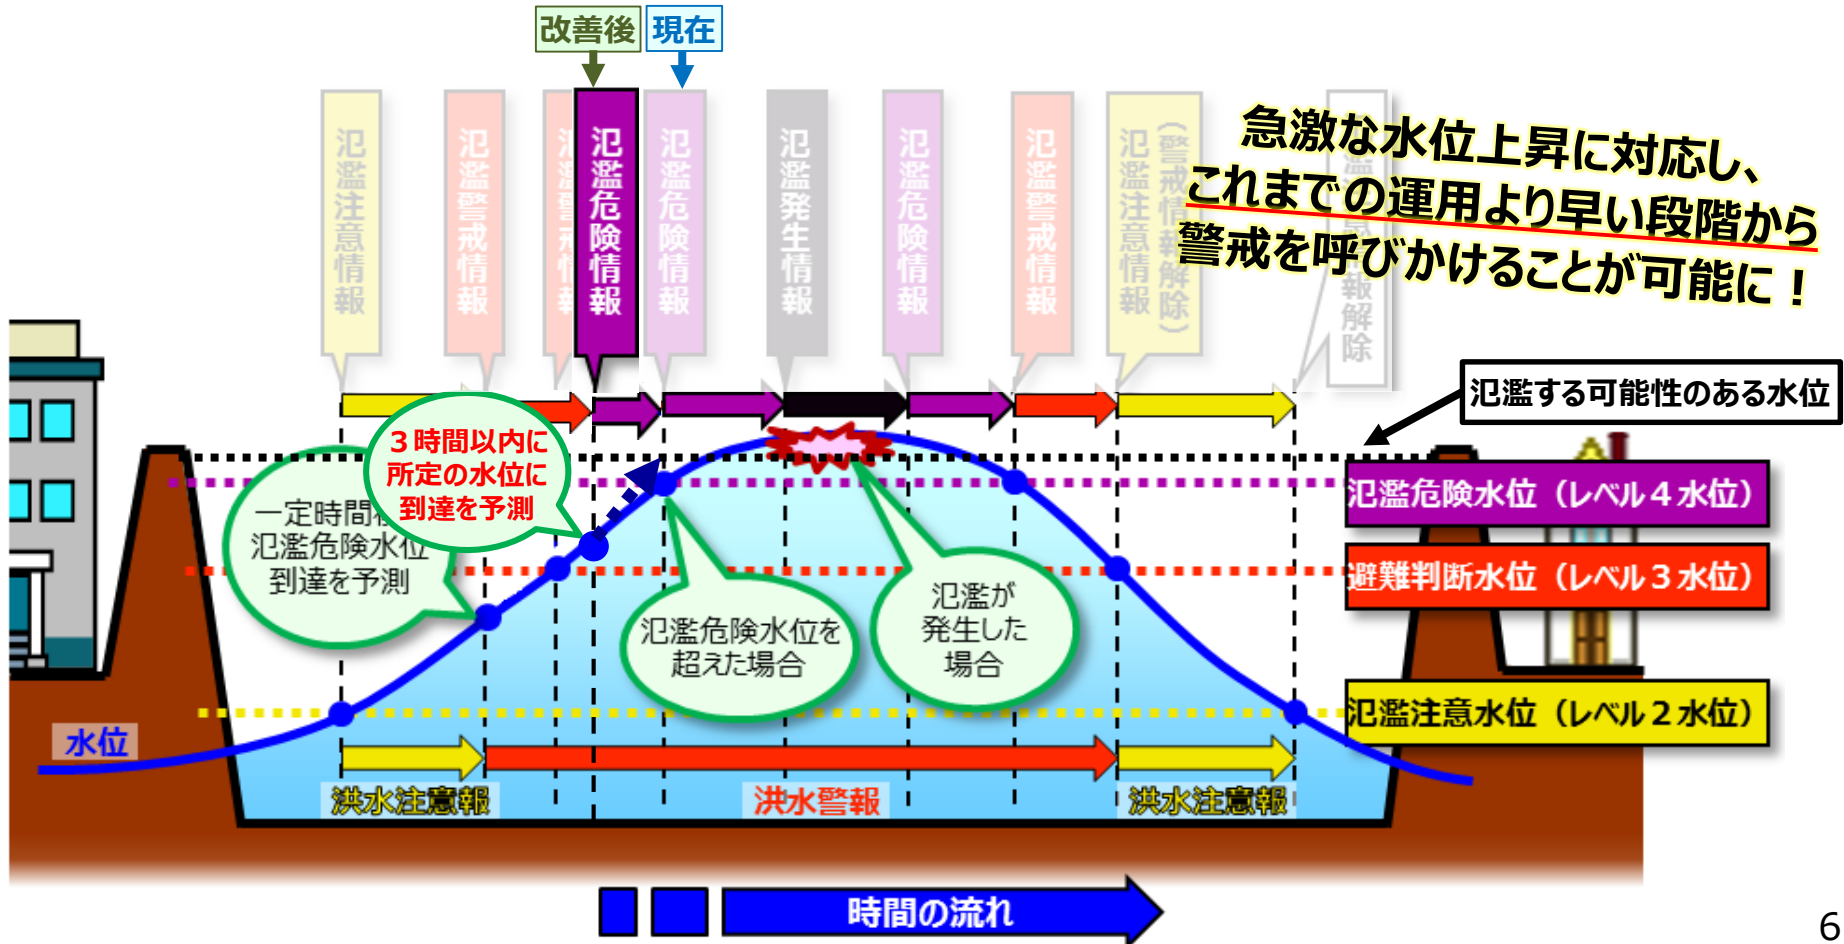 改善後
現在
氾濫注意情報
氾濫警戒情報
氾濫危険情報
氾濫危険情報
氾濫発生情報
氾濫危険情報
氾濫警戒情報
氾濫注意情報
(警戒情報解除)
報解除
急激な水位上昇に対応し、
これまでの運用より早い段階から
警戒を呼びかけることが可能に！
氾濫する可能性のある水位
３時間以内に
所定の水位に
到達を予測
一定時間
氾濫危険水位
到達を予測
氾濫危険水位を
超えた場合
氾濫が
発生した
場合
氾濫危険水位（レベル４水位）
避難判断水位（レベル３水位）
氾濫注意水位（レベル２水位）
水位
洪水注意報
洪水警報
洪水注意報
時間の流れ
6